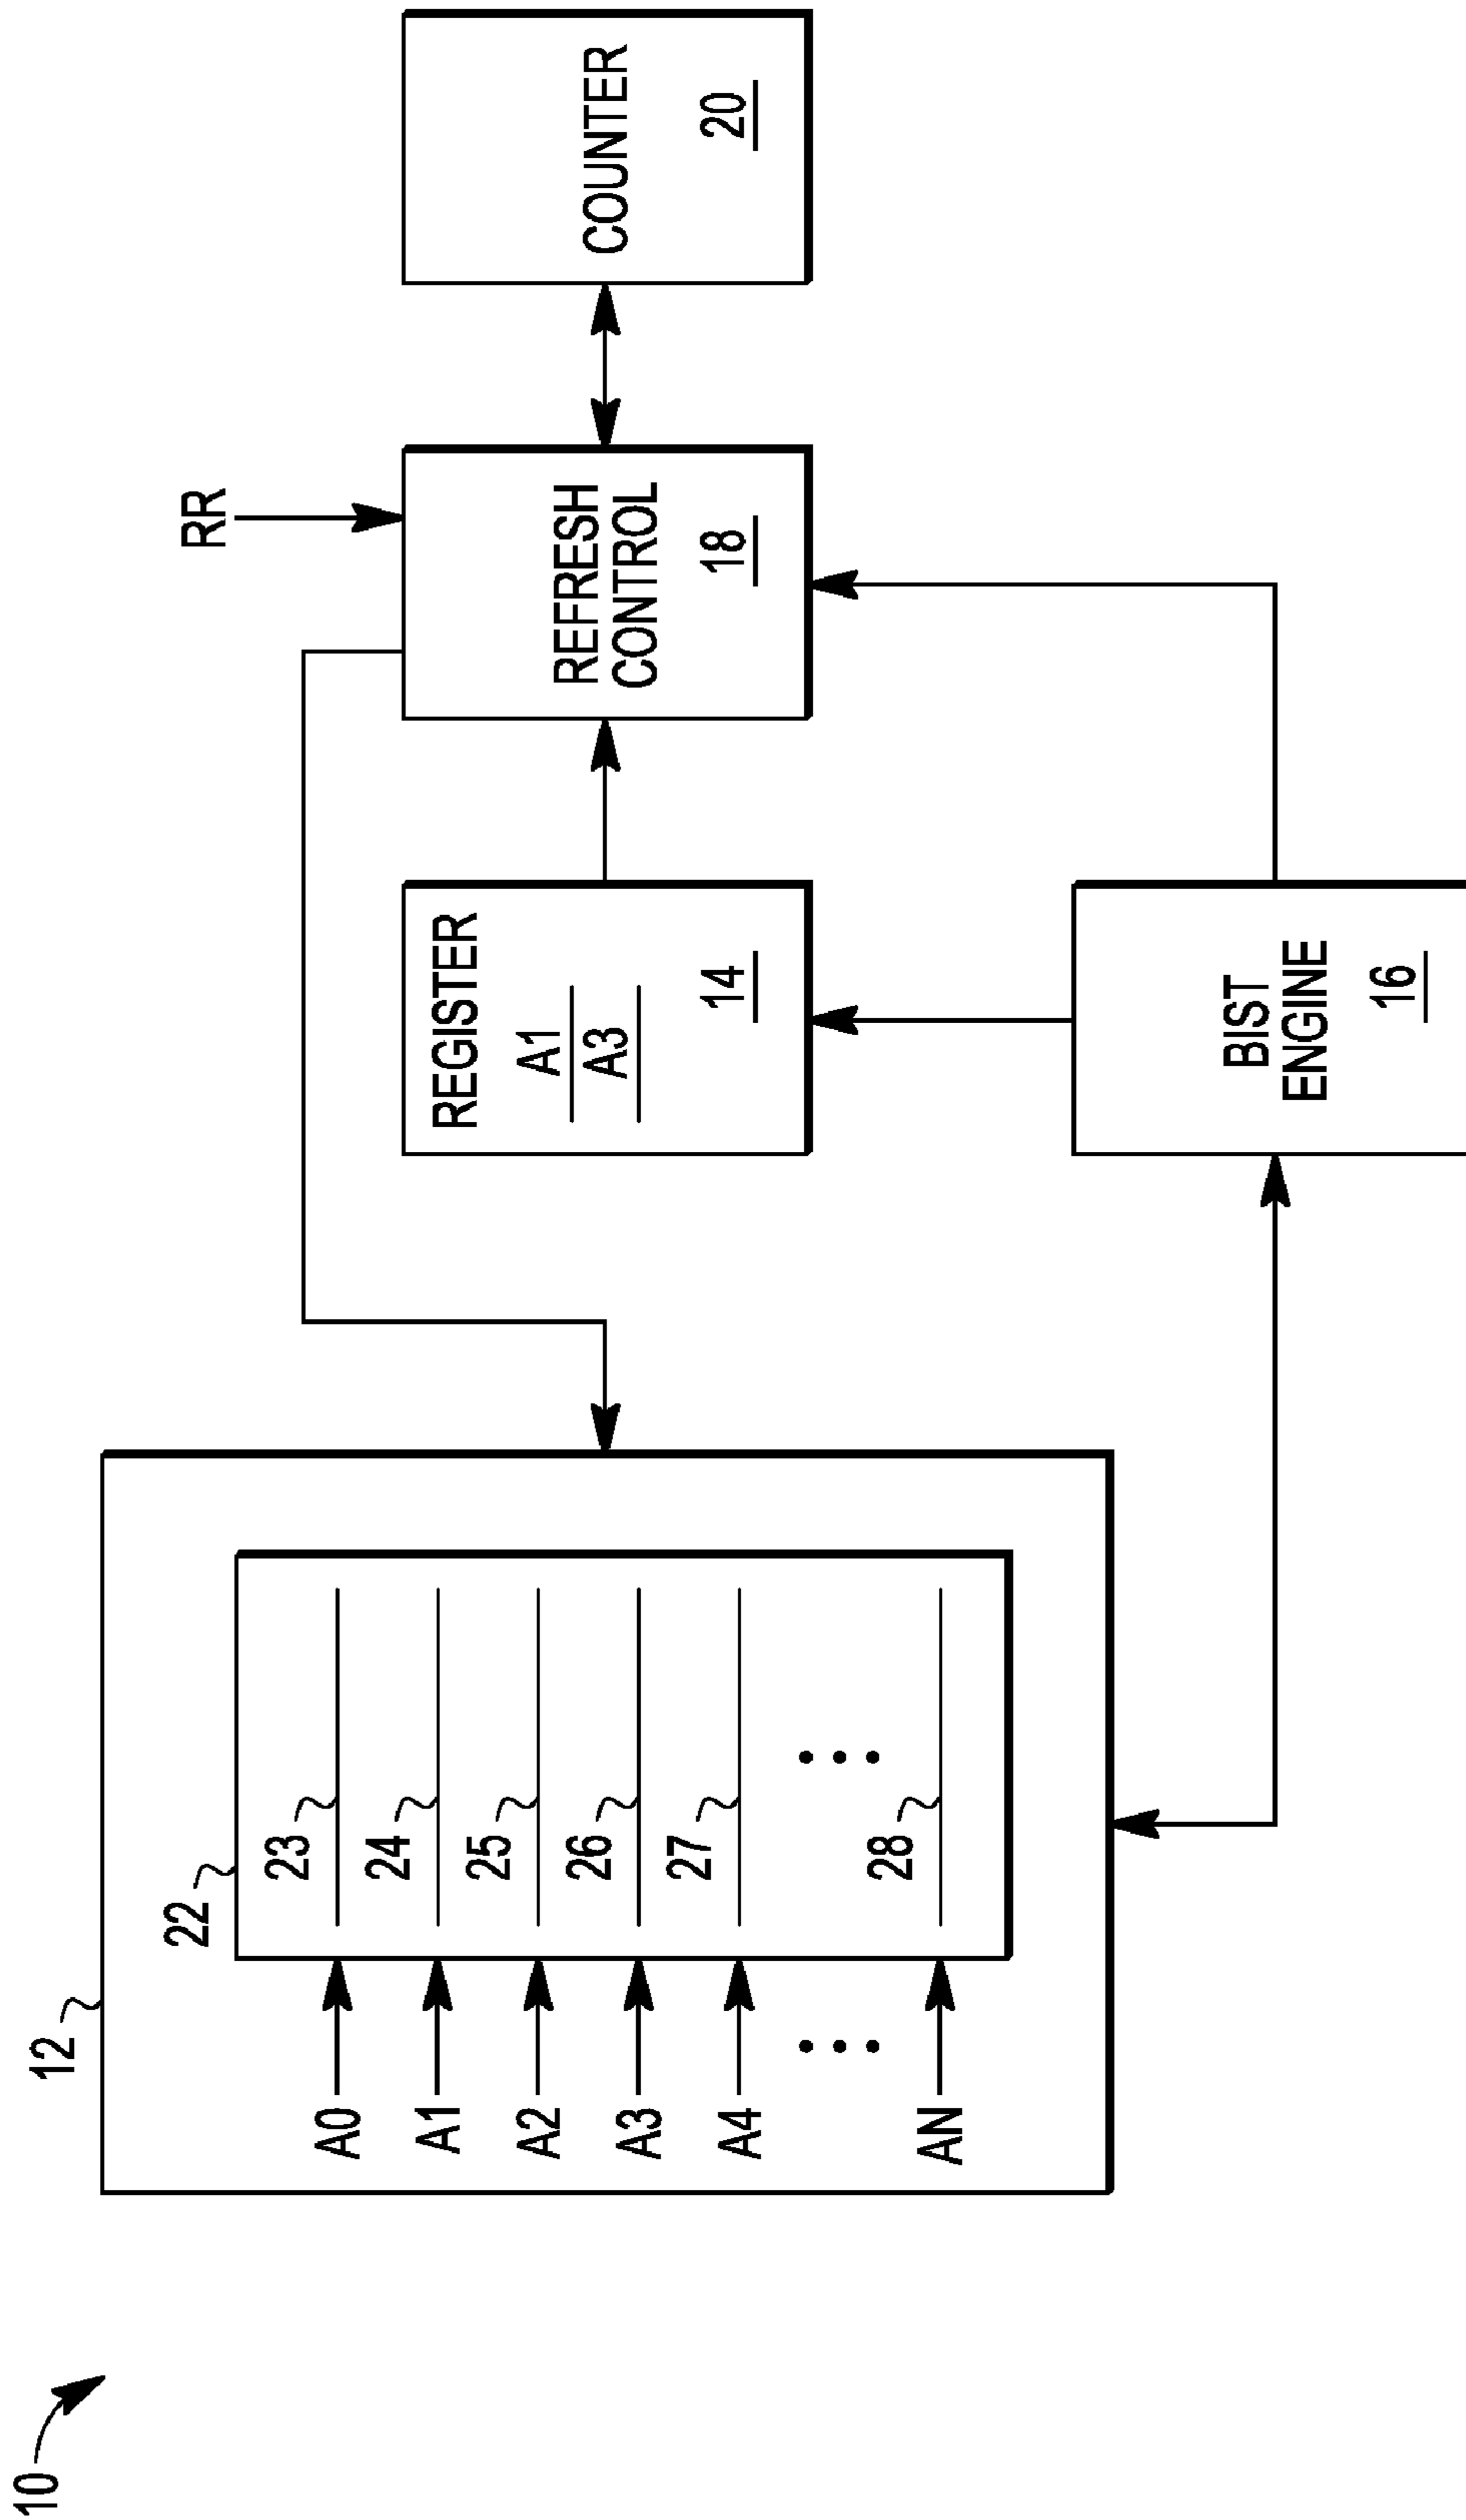 10
12
22
A0
23
A1
24
A2
25
A3
26
A4
27
• • •
• • •
AN
28
REGISTER
A1
A3
14
RR
REFRESH
CONTROL
18
COUNTER
20
BIST
ENGINE
16